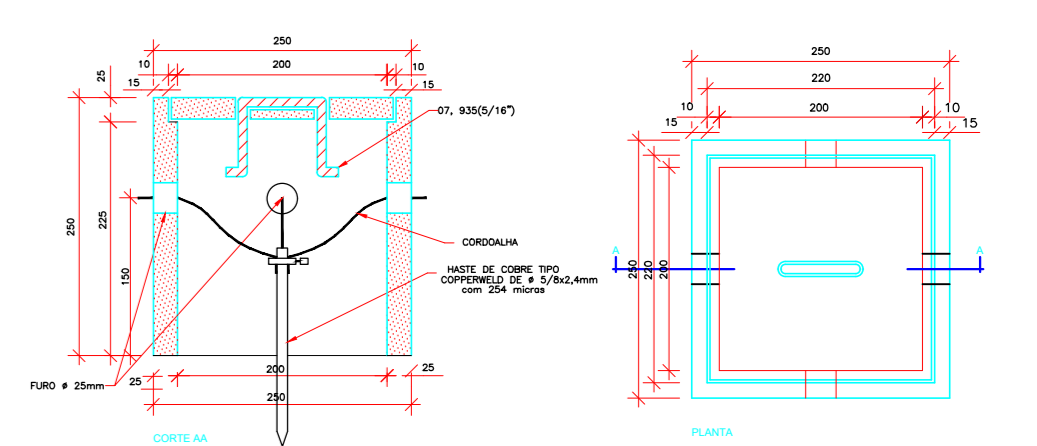 250
10
200
10
25
15
15
07, 935(5/16")
250
225
150
CORDOALHA
HASTE DE COBRE TIPO
COPPERWELD DE ø 5/8x2,4mm
com 254 micras
FURO ø 25mm
25
200
25
250
CORTE AA
250
220
10
200
10
15
15
A
A
250
220
200
PLANTA